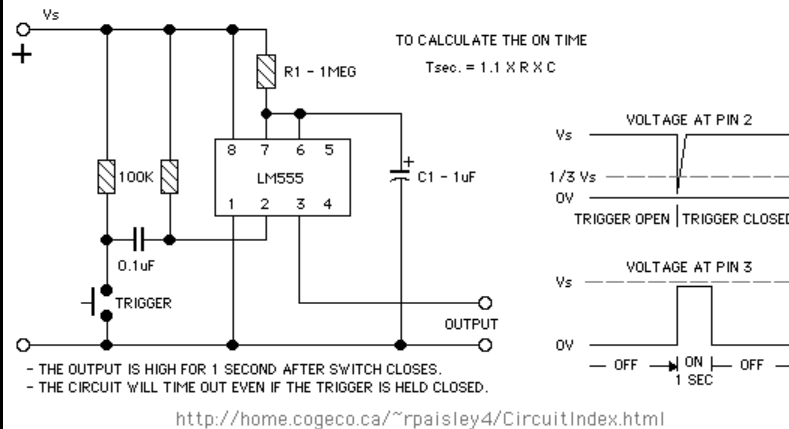 Vs
+
TO CALCULATE THE ON TIME
Tsec. = 1.1 X R X C
R1 - 1MEG
8 7 6 5
LM555
1 2 3 4
100K
+
C1 - 1uF
0.1uF
TRIGGER
OUTPUT
VOLTAGE AT PIN 2
Vs
1/3 Vs
0V
TRIGGER OPEN | TRIGGER CLOSED
VOLTAGE AT PIN 3
Vs
0V
OFF ON OFF
1 SEC
- THE OUTPUT IS HIGH FOR 1 SECOND AFTER SWITCH CLOSES.
- THE CIRCUIT WILL TIME OUT EVEN IF THE TRIGGER IS HELD CLOSED.
http://home.cogeco.ca/~rpaisley4/CircuitIndex.html